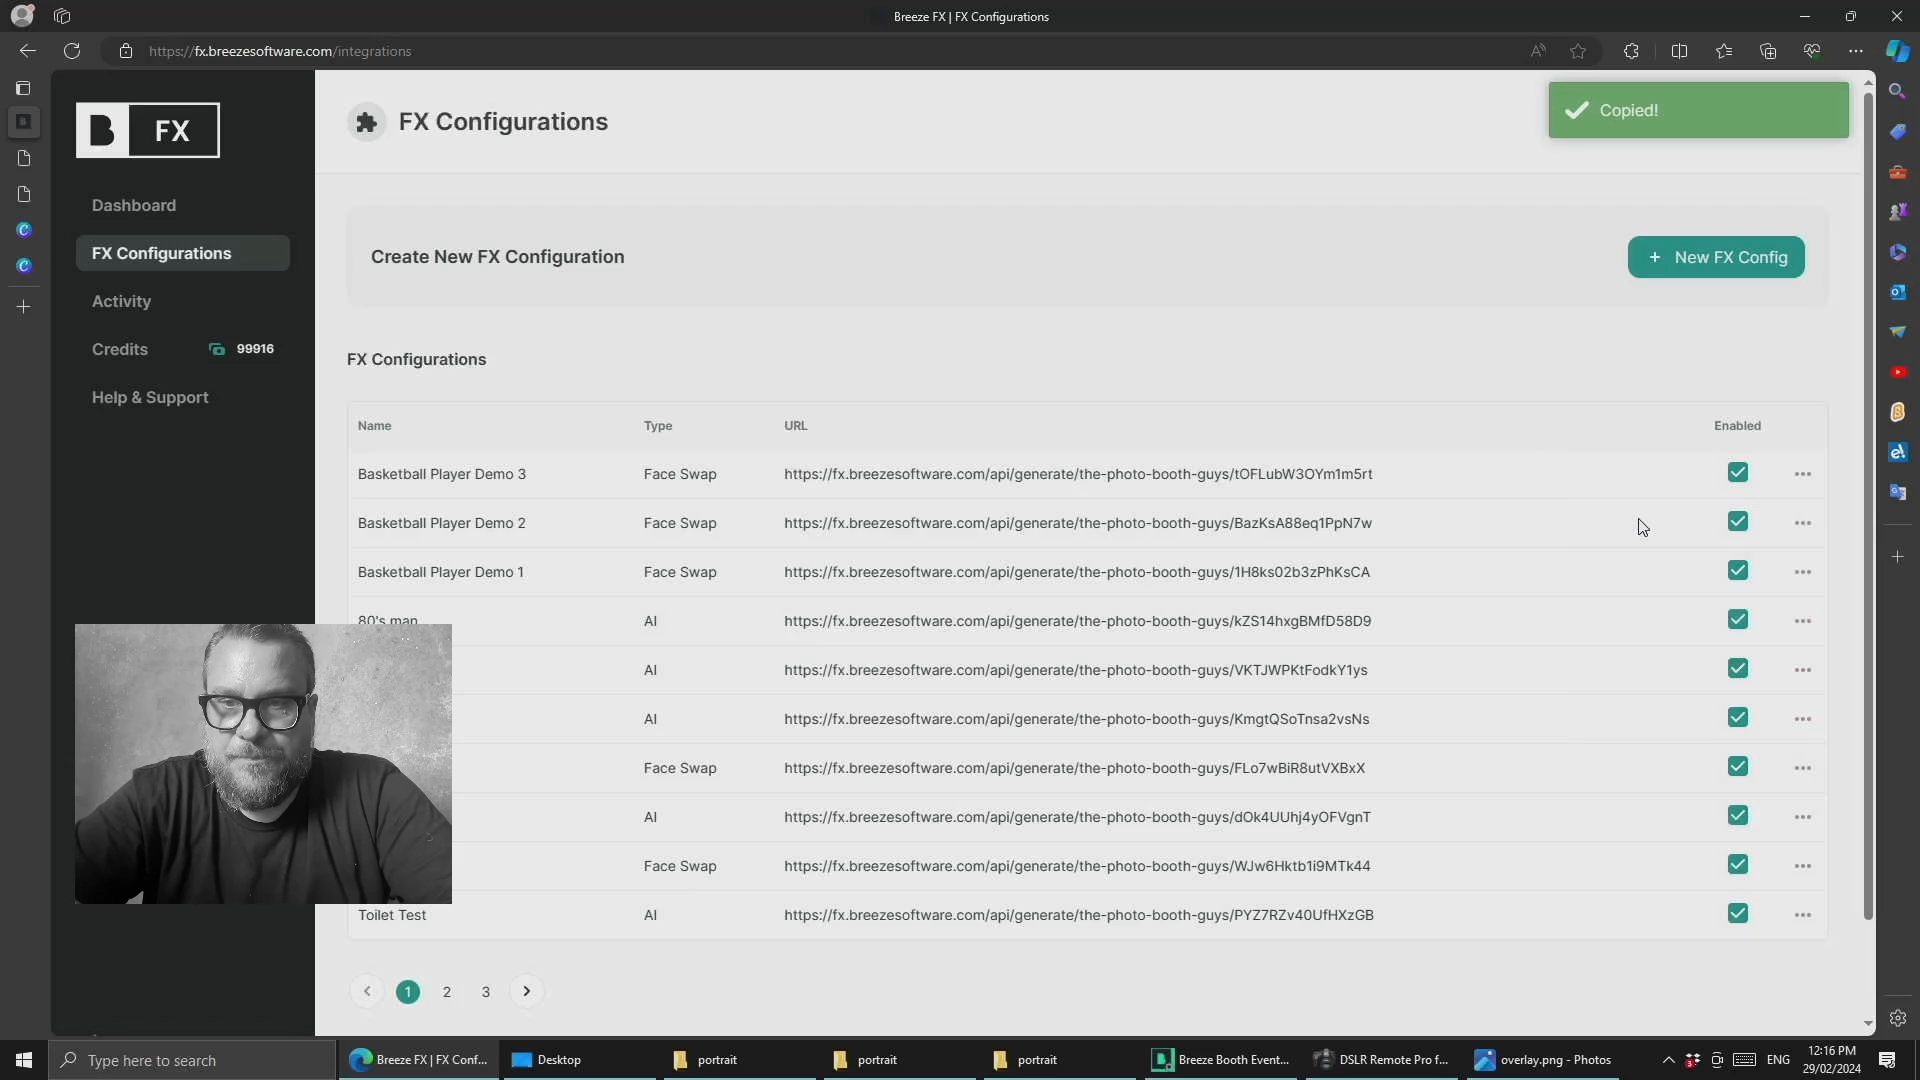 Breeze FX | FX Configurations
https://fx.breezesoftware.com/integrations
B FX
FX Configurations
Copied!
Dashboard
FX Configurations
Activity
Credits 99916
Help & Support
Create New FX Configuration
+ New FX Config
FX Configurations
Name Type URL Enabled
Basketball Player Demo 3 Face Swap https://fx.breezesoftware.com/api/generate/the-photo-booth-guys/tOFLubW3OYm1m5rt
Basketball Player Demo 2 Face Swap https://fx.breezesoftware.com/api/generate/the-photo-booth-guys/BazKsA88eq1PpN7w
Basketball Player Demo 1 Face Swap https://fx.breezesoftware.com/api/generate/the-photo-booth-guys/1H8ks02b3zPhKsCA
80's man AI https://fx.breezesoftware.com/api/generate/the-photo-booth-guys/kZS14hxgBMfD58D9
AI https://fx.breezesoftware.com/api/generate/the-photo-booth-guys/VKTJWPKtFodkY1ys
AI https://fx.breezesoftware.com/api/generate/the-photo-booth-guys/KmgtQSoTnsa2vsNs
Face Swap https://fx.breezesoftware.com/api/generate/the-photo-booth-guys/FLo7wBiR8utVXBxX
AI https://fx.breezesoftware.com/api/generate/the-photo-booth-guys/dOk4UUhj4yOFVgnT
Face Swap https://fx.breezesoftware.com/api/generate/the-photo-booth-guys/WJw6Hktb1i9MTk44
Toilet Test AI https://fx.breezesoftware.com/api/generate/the-photo-booth-guys/PYZ7RZv40UfHXzGB
1 2 3
Type here to search
Breeze FX | FX Conf...
Desktop
portrait
portrait
portrait
Breeze Booth Event...
DSLR Remote Pro f...
overlay.png - Photos
ENG
12:16 PM
29/02/2024